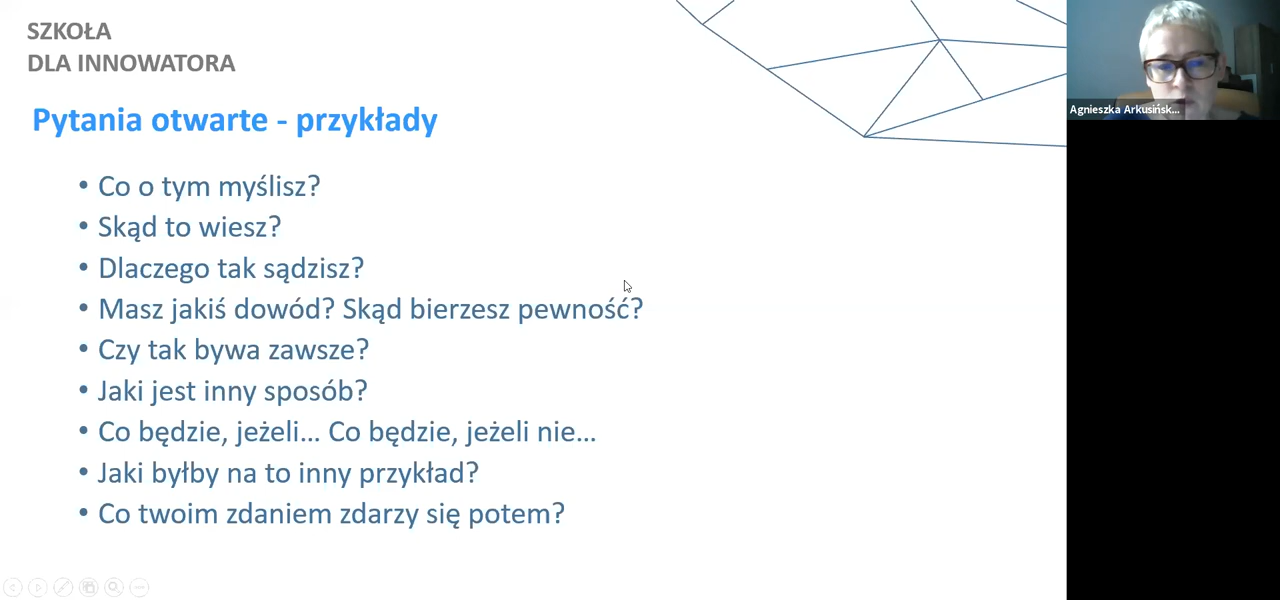 SZKOŁA
DLA INNOWATORA
Pytania otwarte - przykłady
• Co o tym myślisz?
• Skąd to wiesz?
• Dlaczego tak sądzisz?
• Masz jakiś dowód? Skąd bierzesz pewność?
• Czy tak bywa zawsze?
• Jaki jest inny sposób?
• Co będzie, jeżeli... Co będzie, jeżeli nie...
• Jaki byłby na to inny przykład?
• Co twoim zdaniem zdarzy się potem?
Agnieszka Arkusińsk...